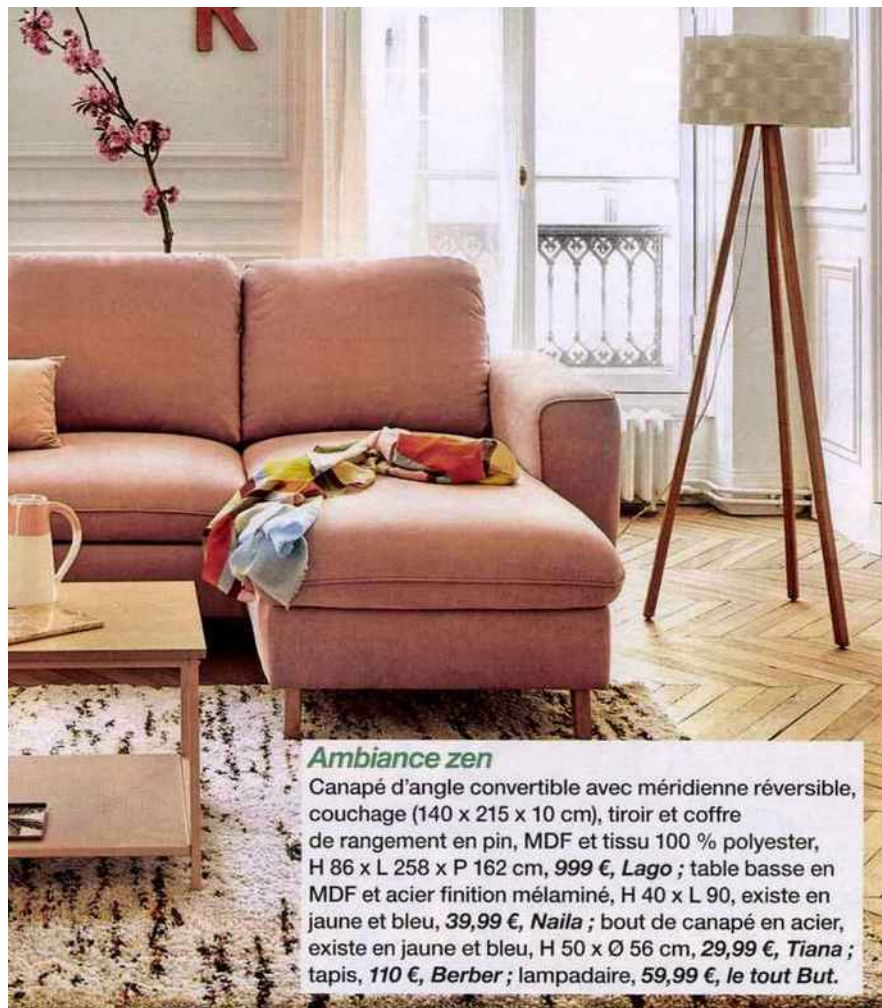 R
Ambiance zen
Canapé d'angle convertible avec méridienne réversible,
couchage (140 x 215 x 10 cm), tiroir et coffre
de rangement en pin, MDF et tissu 100 % polyester,
H 86 x L 258 x P 162 cm, 999 €, Lago ; table basse en
MDF et acier finition mélaminé, H 40 x L 90, existe en
jaune et bleu, 39,99 €, Naila ; bout de canapé en acier,
existe en jaune et bleu, H 50 x Ø 56 cm, 29,99 €, Tiana ;
tapis, 110 €, Berber ; lampadaire, 59,99 €, le tout But.